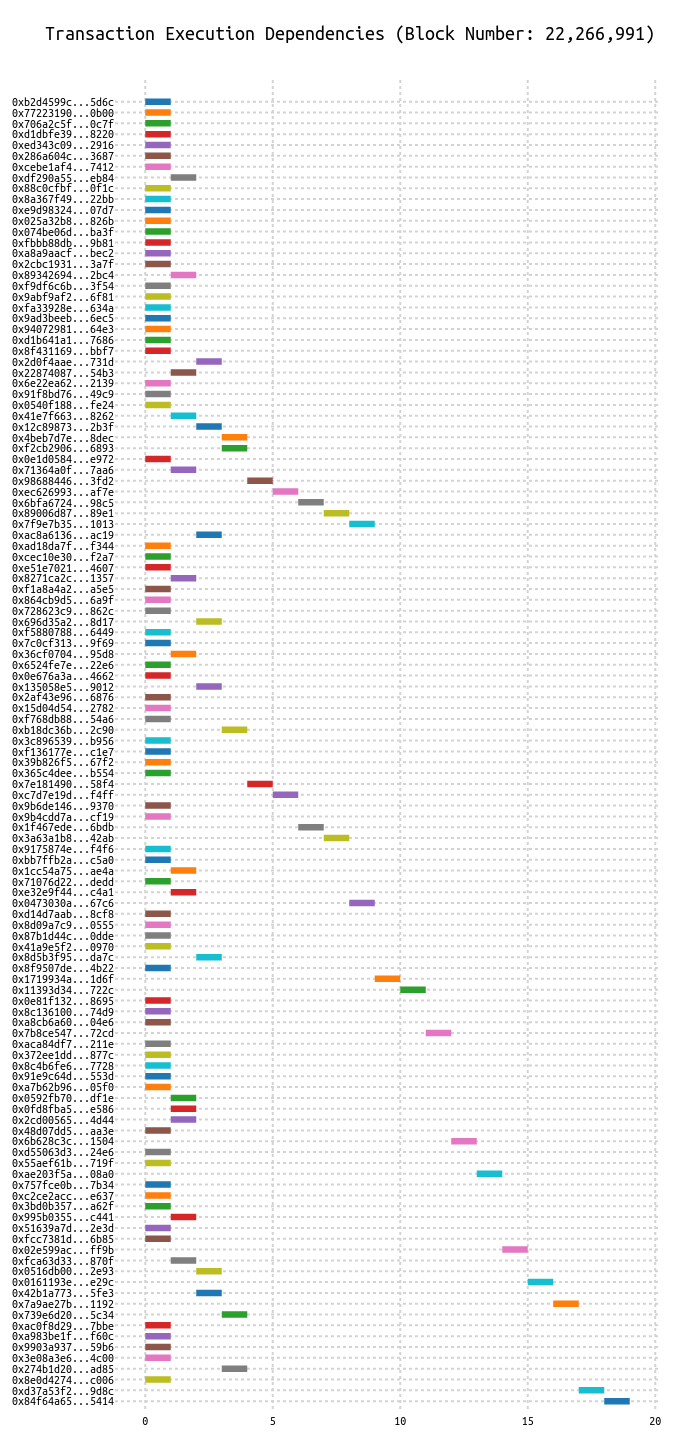 Transaction Execution Dependencies (Block Number: 22,266,991)
0xb2d4599c...5d6c
0x77223190...0b00
0x706a2c5f...0c7f
0xd1dbfe39...8220
0xed343c09...2916
0x286a604c...3687
0xcebe1af4...7412
0xdf290a55...eb84
0x88c0cfbf...0f1c
0x8a367f49...22bb
0xe9d98324...07d7
0x025a32b8...826b
0x074be06d...ba3f
0xfbbb88db...9b81
0xa8a9aacf...bec2
0x2cbc1931...3a7f
0x89342694...2bc4
0xf9df6c6b...3f54
0x9abf9af2...6f81
0xfa33928e...634a
0x9ad3beeb...6ec5
0x94072981...64e3
0xd1b641a1...7686
0x8f431169...bbf7
0x2d0f4aae...731d
0x22874087...54b3
0x6e22ea62...2139
0x91f8bd76...49c9
0x0540f188...fe24
0x41e7f663...8262
0x12c89873...2b3f
0x4beb7d7e...8dec
0xf2cb2906...6893
0x0e1d0584...e972
0x71364a0f...7aa6
0x98688446...3fd2
0xec626993...af7e
0x6bfa6724...98c5
0x89006d87...89e1
0x7f9e7b35...1013
0xac8a6136...ac19
0xad18da7f...f344
0xcec10e30...f2a7
0xe51e7021...4607
0x8271ca2c...1357
0xf1a8a4a2...a5e5
0x864cb9d5...6a9f
0x728623c9...862c
0x696d35a2...8d17
0xf5880788...6449
0x7c0cf313...9f69
0x36cf0704...95d8
0x6524fe7e...22e6
0x0e676a3a...4662
0x135058e5...9012
0x2af43e96...6876
0x15d04d54...2782
0xf768db88...54a6
0xb18dc36b...2c90
0x3c896539...b956
0xf136177e...c1e7
0x39b826f5...67f2
0x365c4dee...b554
0x7e181490...58f4
0xc7d7e19d...f4ff
0x9b6de146...9370
0x9b4cdd7a...cf19
0x1f467ede...6bdb
0x3a63a1b8...42ab
0x9175874e...f4f6
0xbb7ffb2a...c5a0
0x1cc54a75...ae4a
0x71076d22...dedd
0xe32e9f44...c4a1
0x0473030a...67c6
0xd14d7aab...8cf8
0x8d09a7c9...0555
0x87b1d44c...0dde
0x41a9e5f2...0970
0x8d5b3f95...da7c
0x8f9507de...4b22
0x1719934a...1d6f
0x11393d34...722c
0x0e81f132...8695
0x8c136100...74d9
0xa8cb6a60...04e6
0x7b8ce547...72cd
0xaca84df7...211e
0x372ee1dd...877c
0x8c4b6fe6...7728
0x91e9c64d...553d
0xa7b62b96...05f0
0x0592fb70...df1e
0x0fd8fba5...e586
0x2cd00565...4d44
0x48d07dd5...aa3e
0x6b628c3c...1504
0xd55063d3...24e6
0x55aef61b...719f
0xae203f5a...08a0
0x757fce0b...7b34
0xc2ce2acc...e637
0x3bd0b357...a62f
0x995b0355...c441
0x51639a7d...2e3d
0xfcc7381d...6b85
0x02e599ac...ff9b
0xfca63d33...870f
0x0516db00...2e93
0x0161193e...e29c
0x42b1a773...5fe3
0x7a9ae27b...1192
0x739e6d20...5c34
0xac0f8d29...7bbe
0xa983be1f...f60c
0x9903a937...59b6
0x3e08a3e6...4c00
0x274b1d20...ad85
0x8e0d4274...c006
0xd37a53f2...9d8c
0x84f64a65...5414
0 5 10 15 20